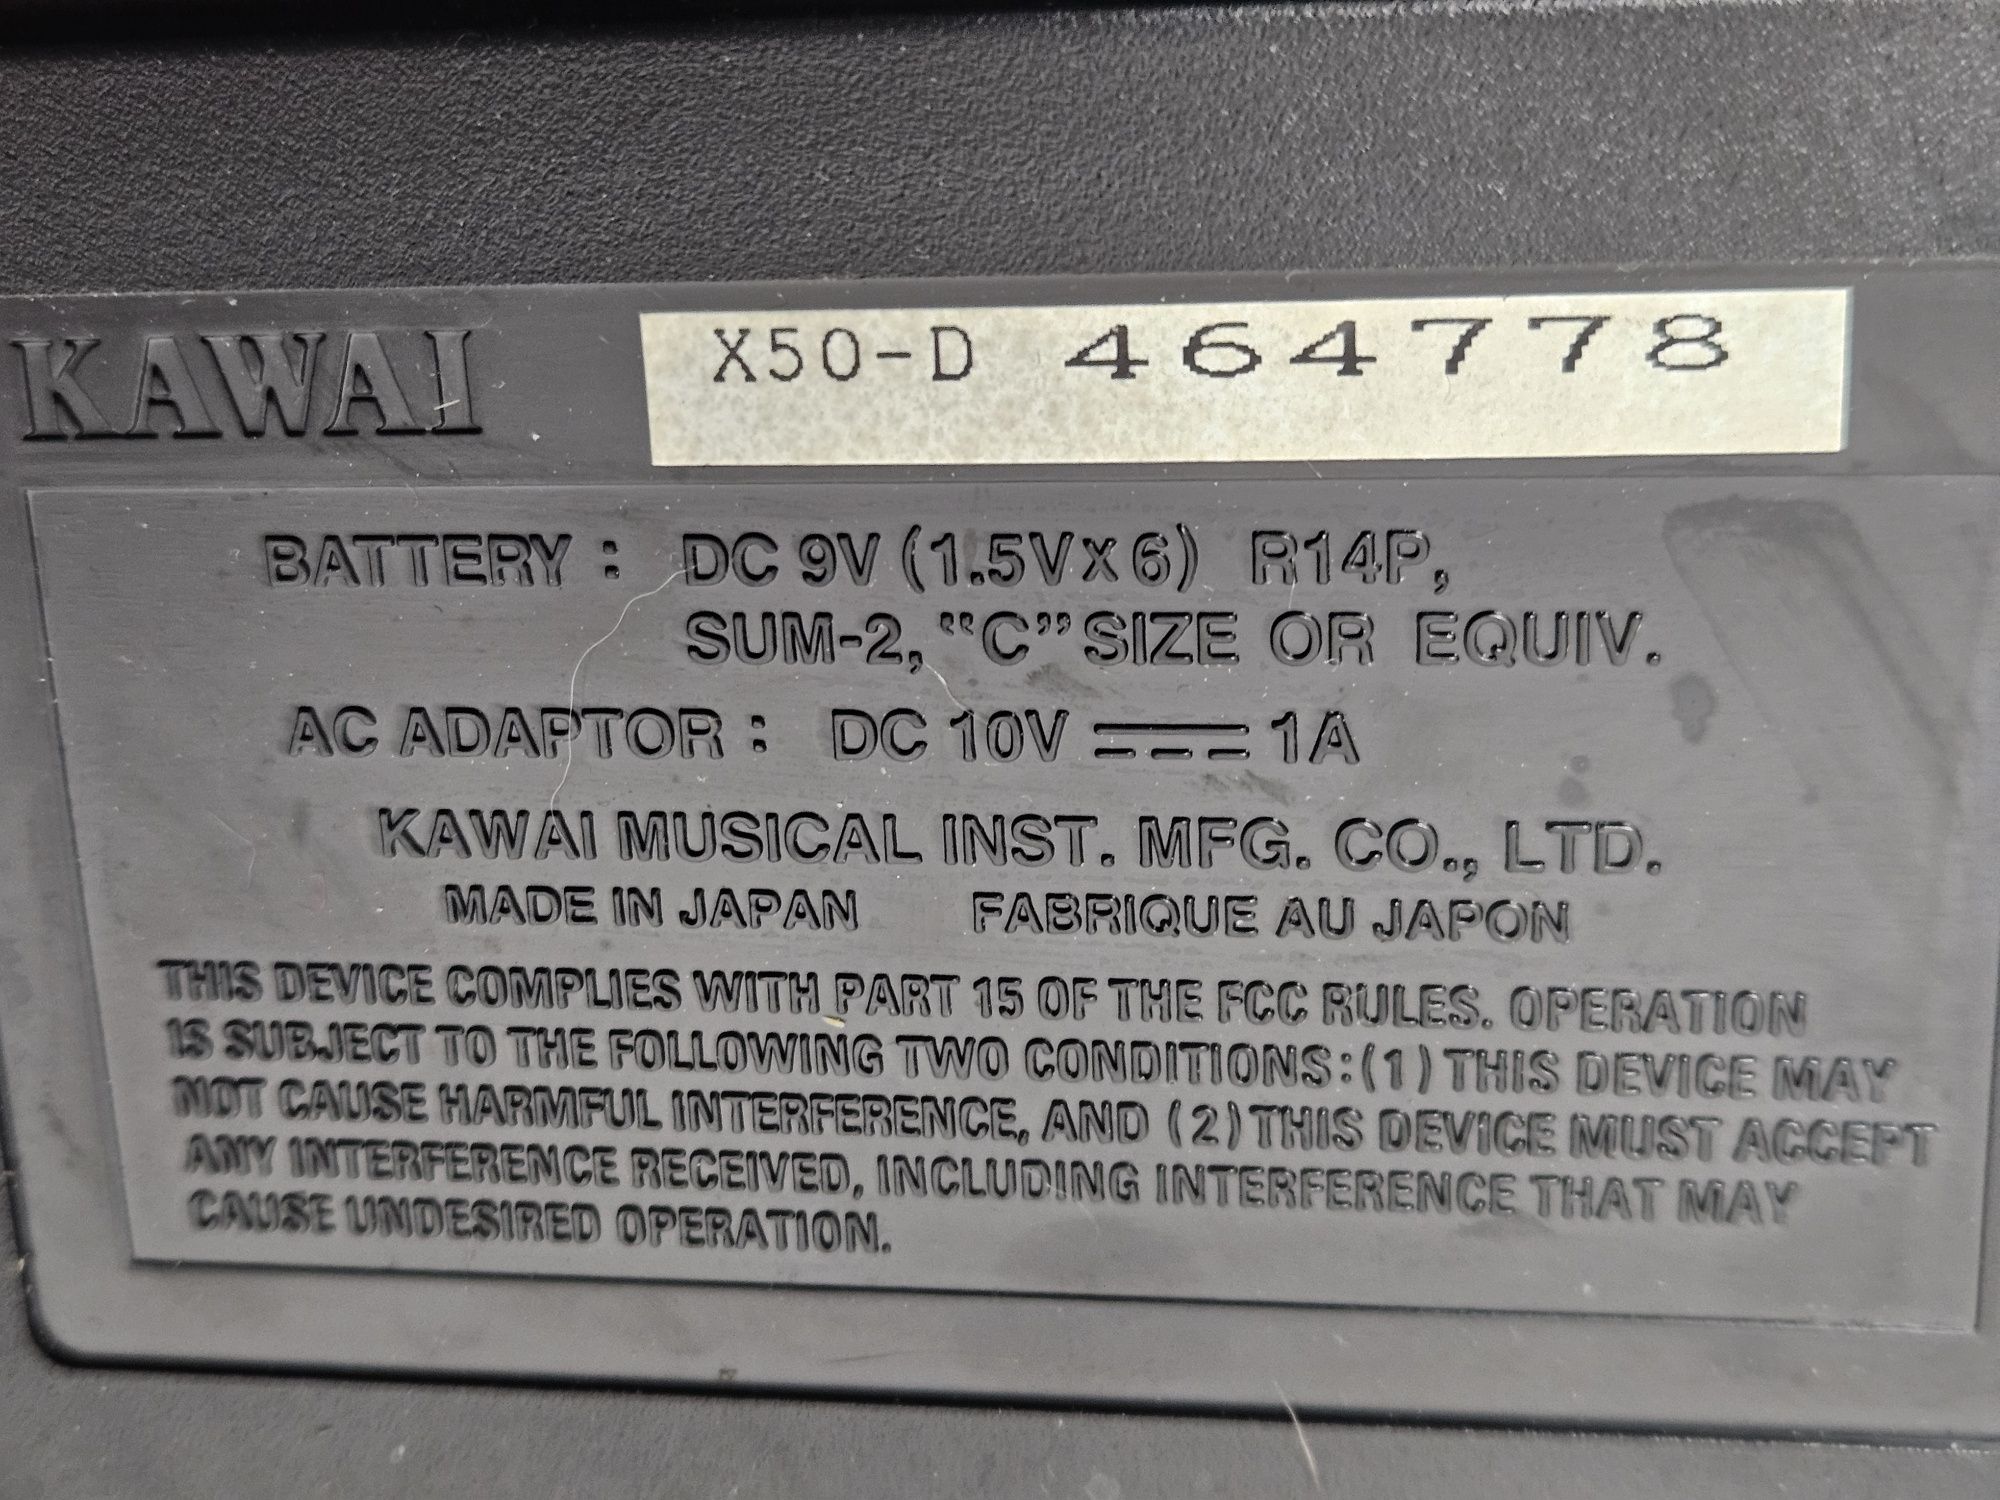 KAWAI
X50-D 464778
BATTERY : DC 9V (1.5V×6) R14P,
SUM-2, “C” SIZE OR EQUIV.
AC ADAPTOR : DC 10V ⎓ 1A
KAWAI MUSICAL INST. MFG. CO., LTD.
MADE IN JAPAN FABRIQUE AU JAPON
THIS DEVICE COMPLIES WITH PART 15 OF THE FCC RULES. OPERATION
IS SUBJECT TO THE FOLLOWING TWO CONDITIONS:(1) THIS DEVICE MAY
NOT CAUSE HARMFUL INTERFERENCE, AND (2) THIS DEVICE MUST ACCEPT
ANY INTERFERENCE RECEIVED, INCLUDING INTERFERENCE THAT MAY
CAUSE UNDESIRED OPERATION.